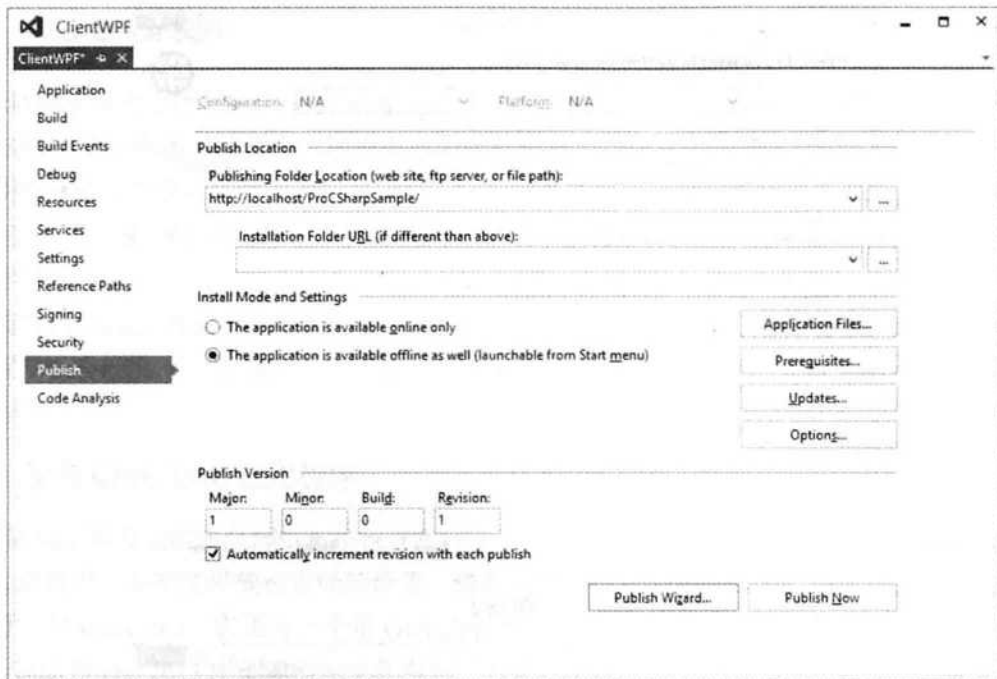 ClientWPF
ClientWPF*
Application
Build
Build Events
Debug
Resources
Services
Settings
Reference Paths
Signing
Security
Publish
Code Analysis
Configuration: N/A Platform: N/A
Publish Location
Publishing Folder Location (web site, ftp server, or file path):
http://localhost/ProCSharpSample/
...
Installation Folder URL (if different than above):
...
Install Mode and Settings
The application is available online only
The application is available offline as well (launchable from Start menu)
Application Files...
Prerequisites...
Updates...
Options...
Publish Version
Major: Minor: Build: Revision:
1 0 0 1
Automatically increment revision with each publish
Publish Wizard... Publish Now